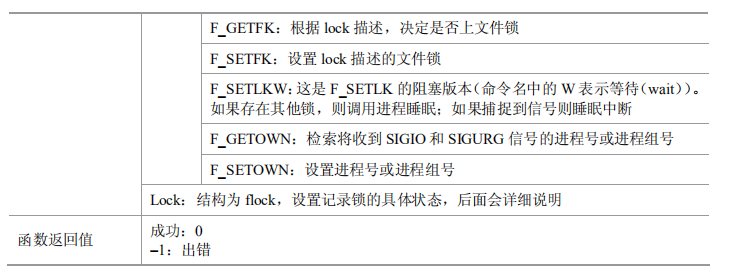 F_GETFK：根据 lock 描述，决定是否上文件锁
F_SETFK：设置 lock 描述的文件锁
F_SETLKW：这是 F_SETLK 的阻塞版本（命令名中的 W 表示等待（wait））。
如果存在其他锁，则调用进程睡眠；如果捕捉到信号则睡眠中断
F_GETOWN：检索将收到 SIGIO 和 SIGURG 信号的进程号或进程组号
F_SETOWN：设置进程号或进程组号
Lock：结构为 flock，设置记录锁的具体状态，后面会详细说明
函数返回值
成功：0
−1：出错